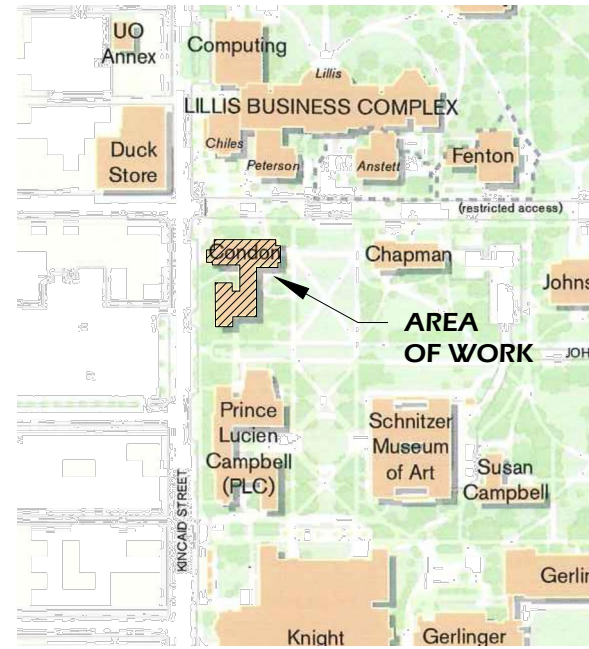 UO
Annex
Computing
Lillis
LILLIS BUSINESS COMPLEX
Chiles
Peterson
Anstett
Fenton
Duck
Store
(restricted access)
Condon
Chapman
Johns
AREA
OF WORK
JOH
Prince
Lucien
Campbell
(PLC)
Schnitzer
Museum
of Art
Susan
Campbell
KINCAID STREET
Gerlin
Knight
Gerlinger